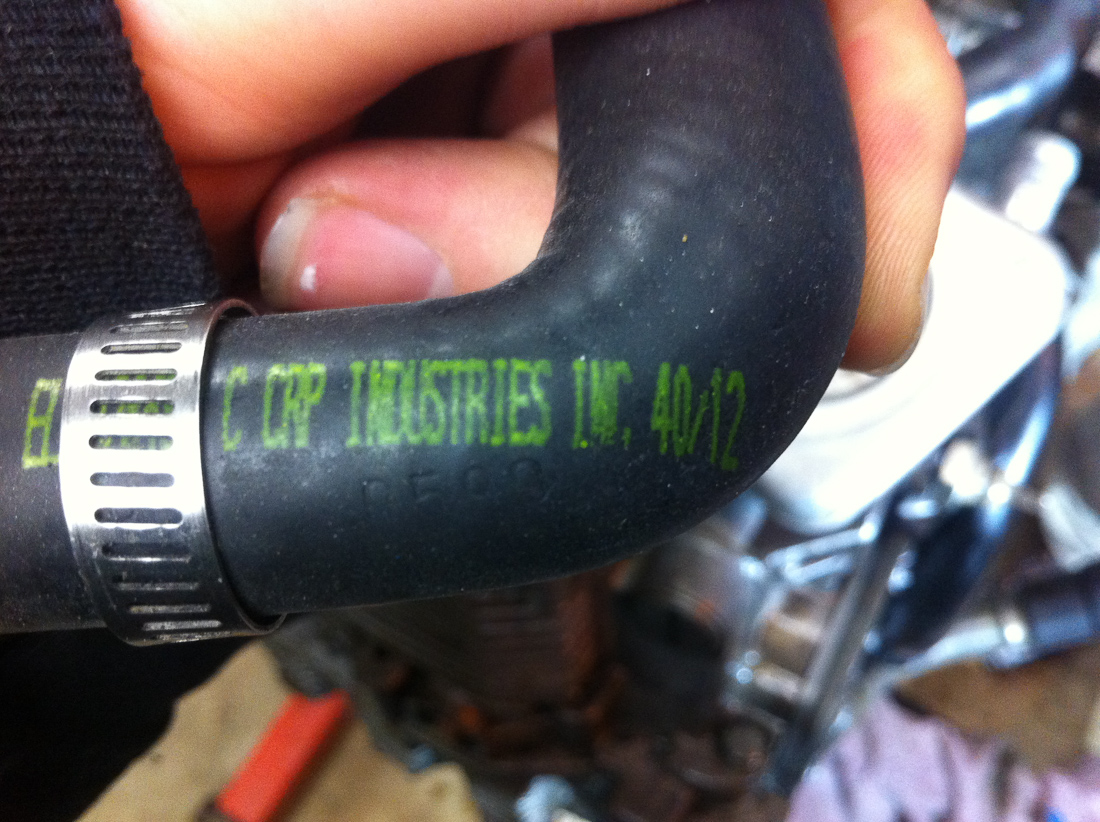 C CRP INDUSTRIES INC. 40/12